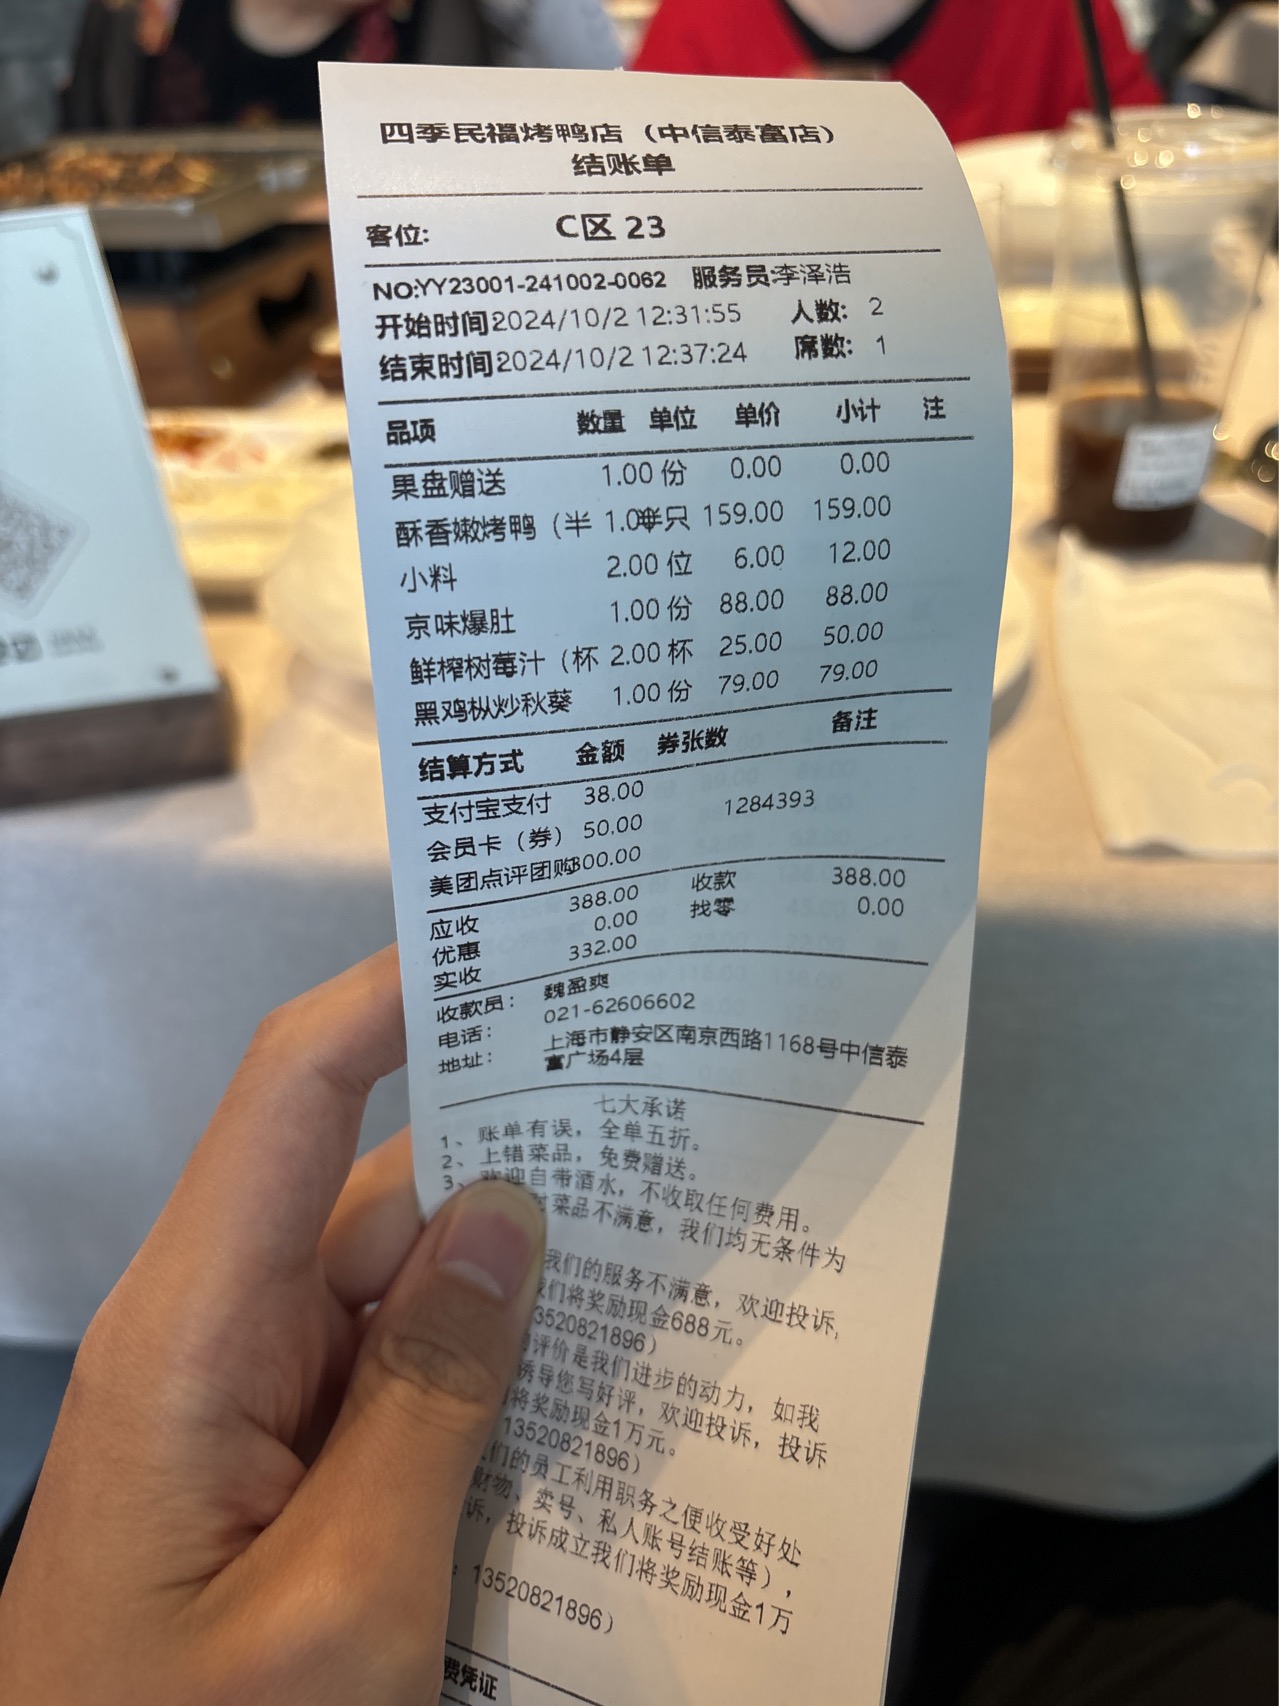 四季民福烤鸭店（中信泰富店）
结账单
客位: C区 23
NO:YY23001-241002-0062 服务员:李泽浩
开始时间2024/10/2 12:31:55 人数: 2
结束时间2024/10/2 12:37:24 席数: 1
品项 数量 单位 单价 小计 注
果盘赠送 1.00 份 0.00 0.00
酥香嫩烤鸭（半 1.0 半只 159.00 159.00
小料 2.00 位 6.00 12.00
京味爆肚 1.00 份 88.00 88.00
鲜榨树莓汁（杯 2.00 杯 25.00 50.00
黑鸡枞炒秋葵 1.00 份 79.00 79.00
结算方式 金额 券张数 备注
支付宝支付 38.00
会员卡（券） 50.00 1284393
美团点评团购300.00
应收 388.00 收款 388.00
优惠 0.00 找零 0.00
实收 332.00
收款员: 魏盈爽
电话: 021-62606602
地址: 上海市静安区南京西路1168号中信泰
富广场4层
七大承诺
1、账单有误，全单五折。
2、上错菜品，免费赠送。
3、欢迎自带酒水，不收取任何费用。
对菜品不满意，我们均无条件为
我们的服务不满意，欢迎投诉,
我们将奖励现金688元。
13520821896）
的评价是我们进步的动力，如我
诱导您写好评，欢迎投诉，投诉
们将奖励现金1万元。
13520821896）
我们的员工利用职务之便收受好处
财物、卖号、私人账号结账等），
诉，投诉成立我们将奖励现金1万
: 13520821896）
费凭证